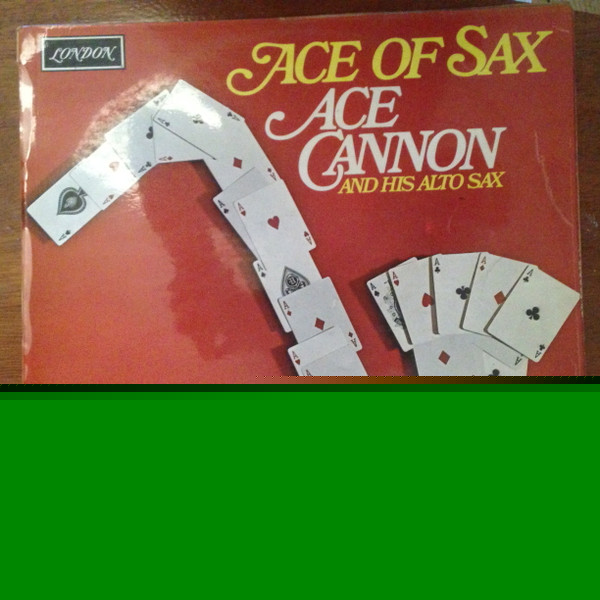 LONDON
ACE OF SAX
ACE
CANNON
AND HIS ALTO SAX